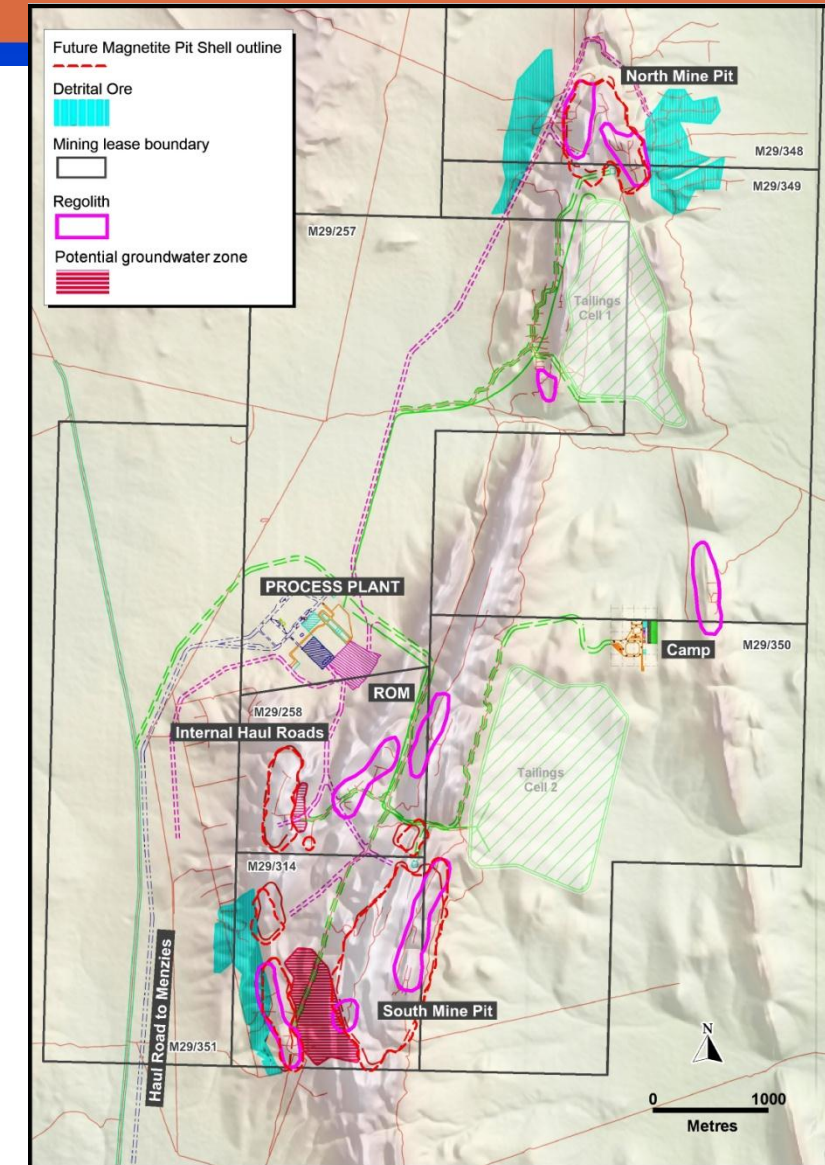 Future Magnetite Pit Shell outline
Detrital Ore
Mining lease boundary
Regolith
Potential groundwater zone
North Mine Pit
M29/348
M29/349
M29/257
Tailings
Cell 1
PROCESS PLANT
Camp
M29/350
ROM
M29/258
Internal Haul Roads
Tailings
Cell 2
M29/314
South Mine Pit
Haul Road to Menzies
M29/351
N
0 1000
Metres